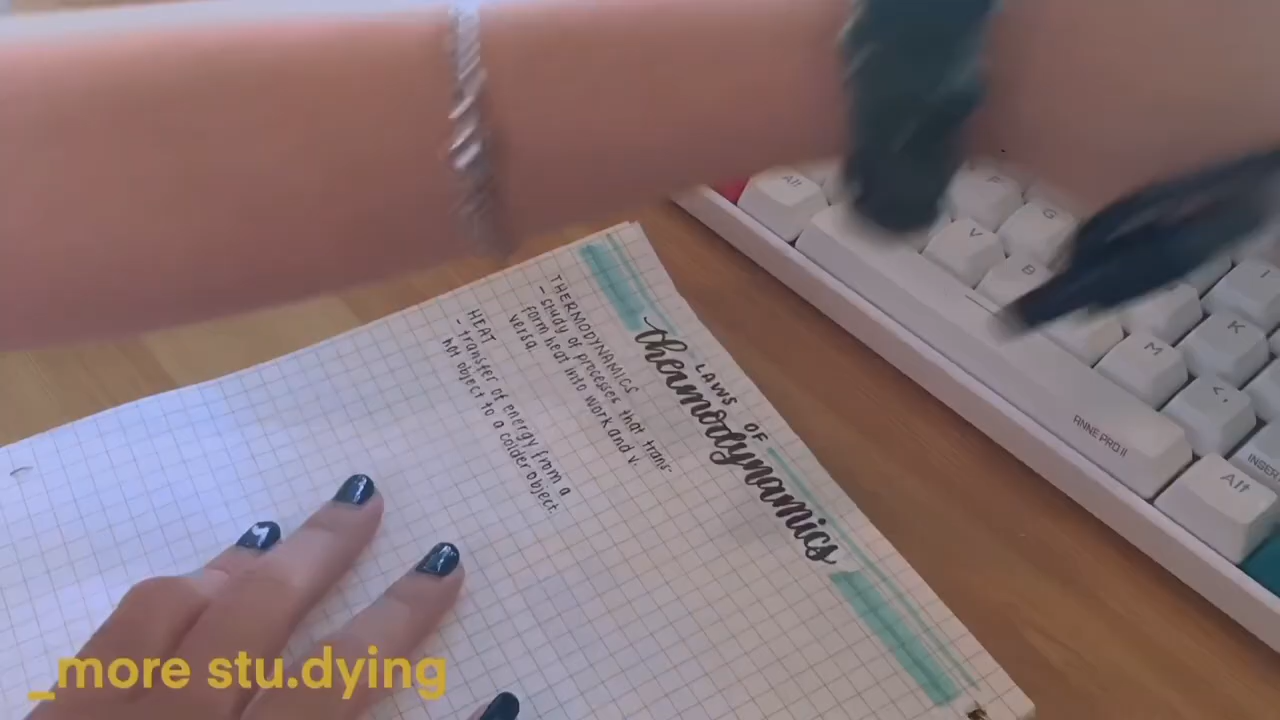 LAWS OF
thermodynamics
THERMODYNAMICS
- study of processes that trans-
form heat into work and v.
versa.
HEAT
- transfer of energy from a
hot object to a colder object.
Alt
F
G
V
B
I
K
M
< ,
ANNE PRO II
INSER
Alt
_more stu.dying